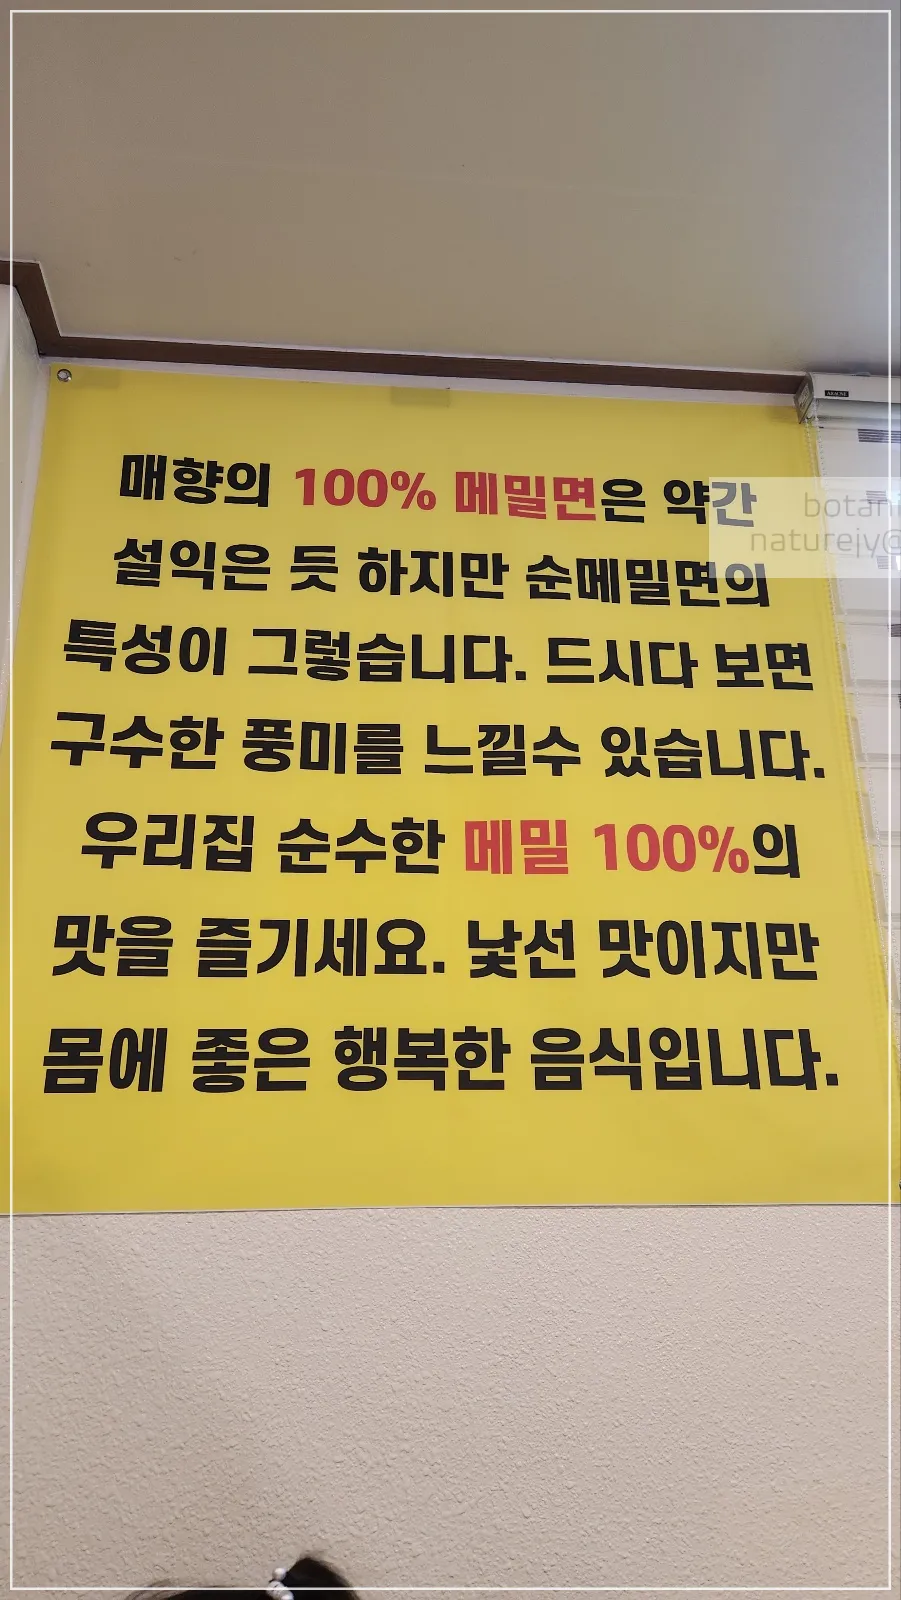 매향의 100% 메밀면은 약간
설익은 듯 하지만 순메밀면의
특성이 그렇습니다. 드시다 보면
구수한 풍미를 느낄수 있습니다.
우리집 순수한 메밀 100%의
맛을 즐기세요. 낯선 맛이지만
몸에 좋은 행복한 음식입니다.